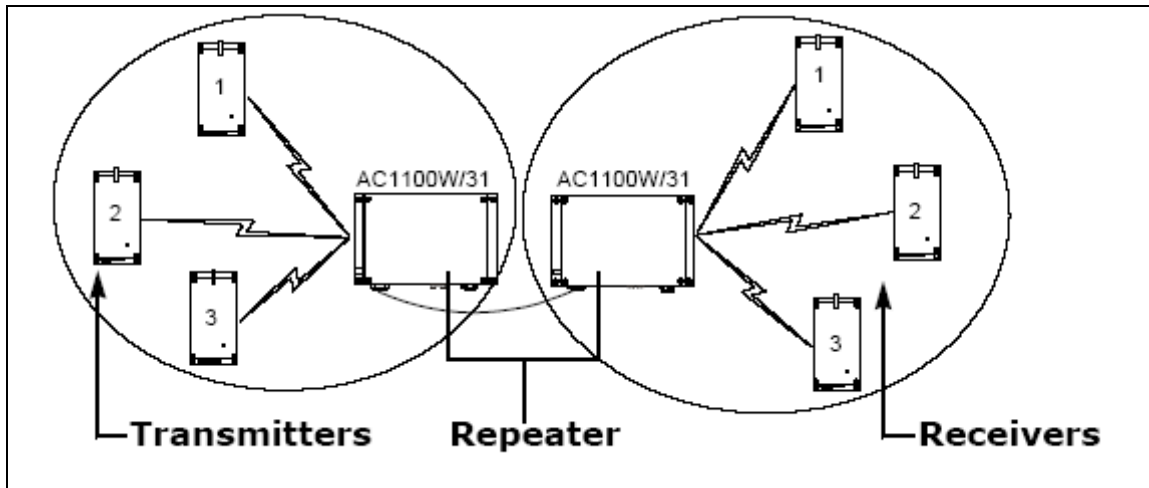 1
1
AC1100W/31
AC1100W/31
2
2
3
3
Transmitters
Repeater
Receivers